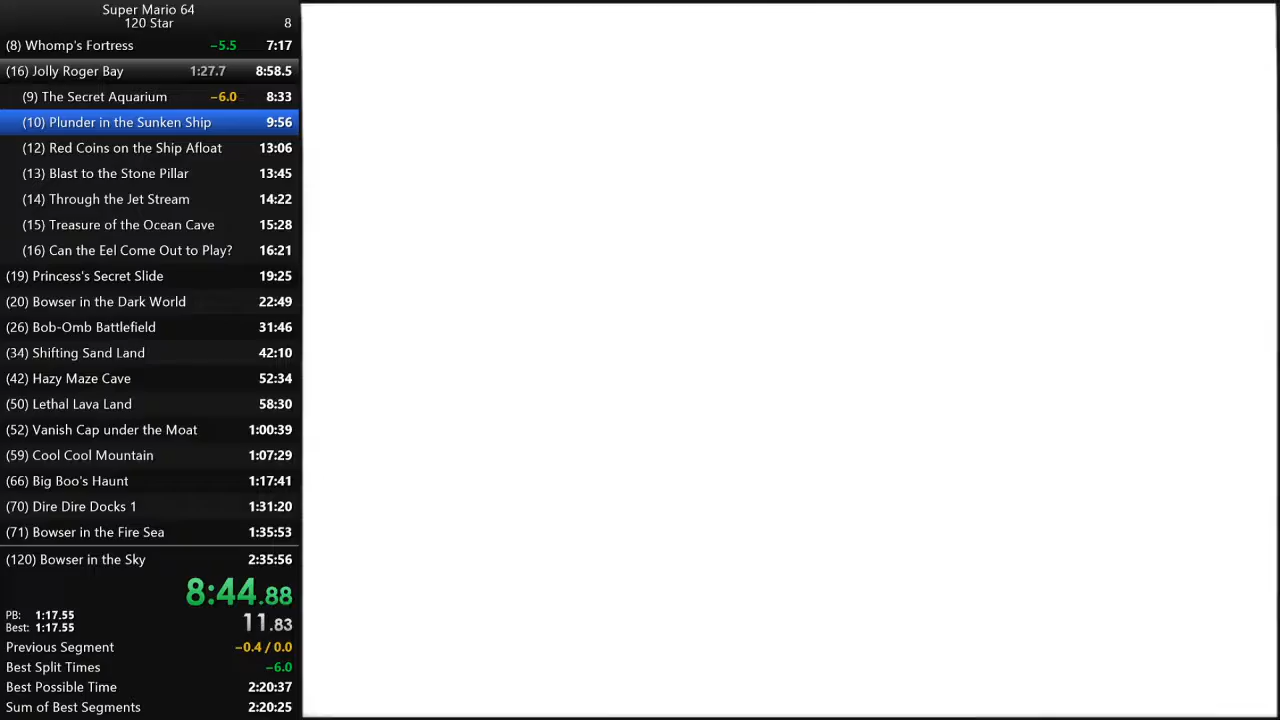 Super Mario 64
120 Star 8
(8) Whomp's Fortress −5.5 7:17
(16) Jolly Roger Bay 1:27.7 8:58.5
(9) The Secret Aquarium −6.0 8:33
(10) Plunder in the Sunken Ship 9:56
(12) Red Coins on the Ship Afloat 13:06
(13) Blast to the Stone Pillar 13:45
(14) Through the Jet Stream 14:22
(15) Treasure of the Ocean Cave 15:28
(16) Can the Eel Come Out to Play? 16:21
(19) Princess's Secret Slide 19:25
(20) Bowser in the Dark World 22:49
(26) Bob-Omb Battlefield 31:46
(34) Shifting Sand Land 42:10
(42) Hazy Maze Cave 52:34
(50) Lethal Lava Land 58:30
(52) Vanish Cap under the Moat 1:00:39
(59) Cool Cool Mountain 1:07:29
(66) Big Boo's Haunt 1:17:41
(70) Dire Dire Docks 1 1:31:20
(71) Bowser in the Fire Sea 1:35:53
(120) Bowser in the Sky 2:35:56
8:44.88
PB: 1:17.55
Best: 1:17.55
11.83
Previous Segment −0.4 / 0.0
Best Split Times −6.0
Best Possible Time 2:20:37
Sum of Best Segments 2:20:25